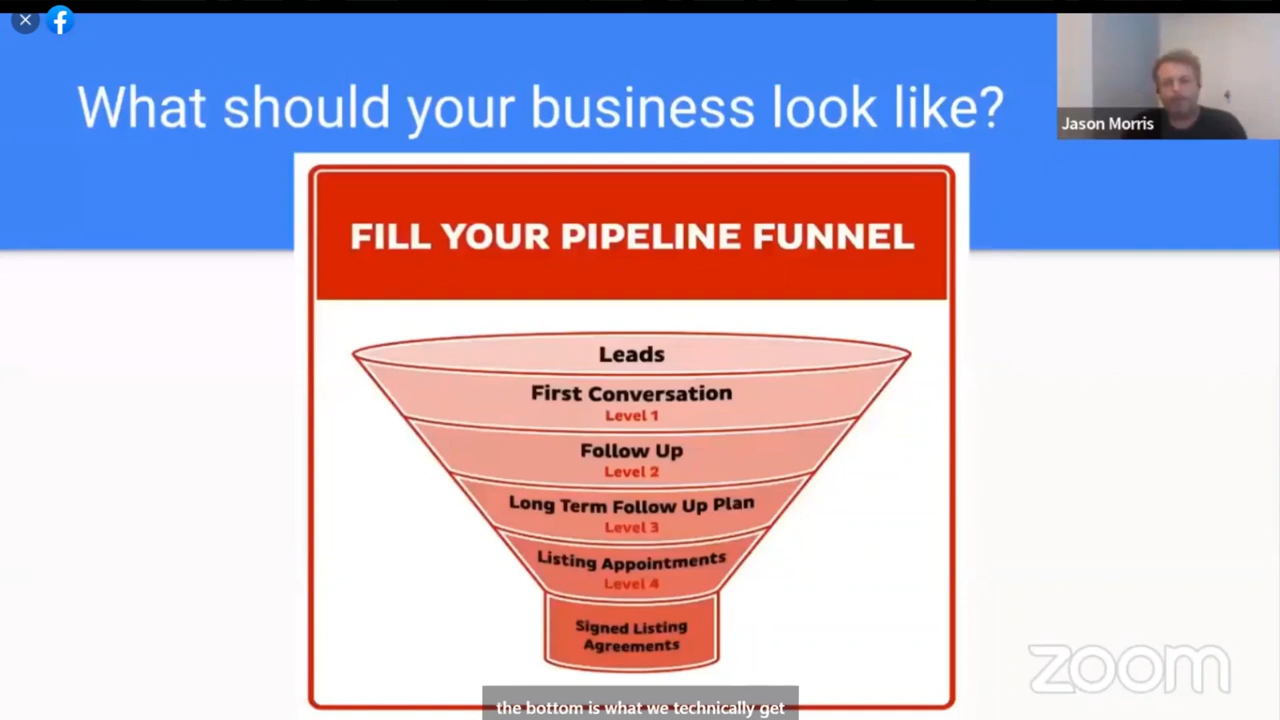 What should your business look like?
Jason Morris
FILL YOUR PIPELINE FUNNEL
Leads
First Conversation
Level 1
Follow Up
Level 2
Long Term Follow Up Plan
Level 3
Listing Appointments
Level 4
Signed Listing
Agreements
zoom
the bottom is what we technically get